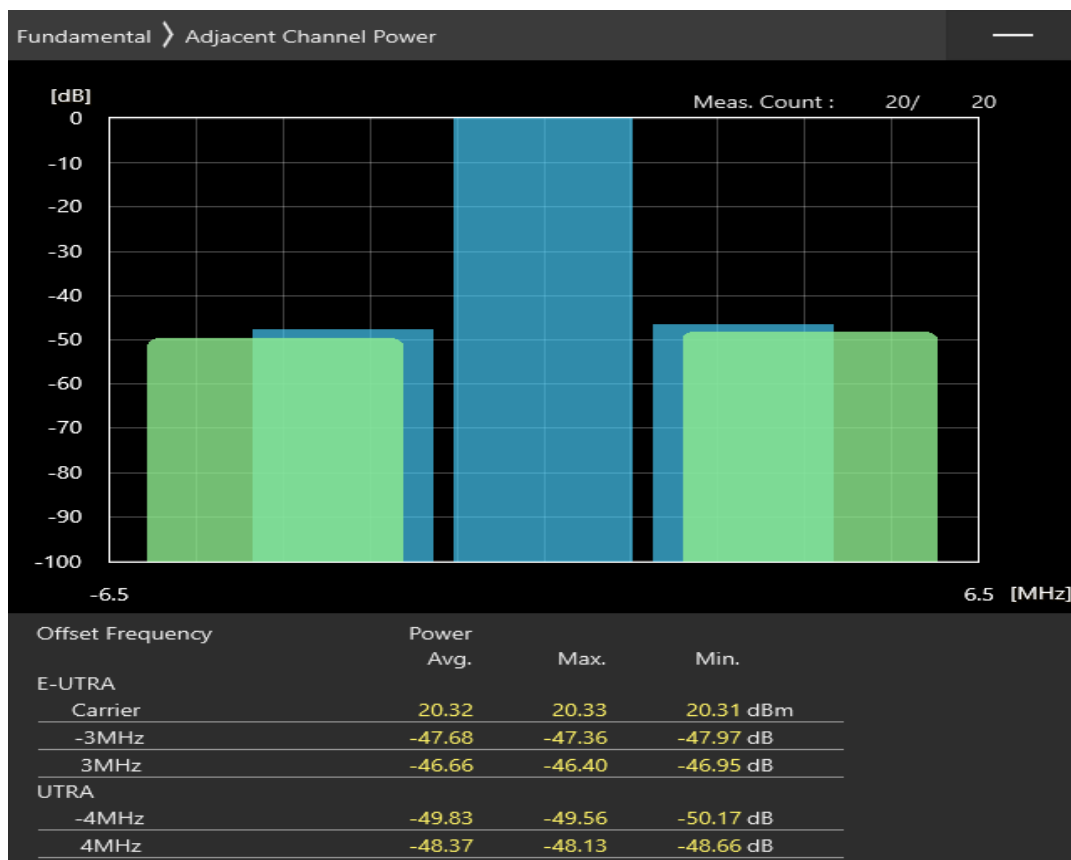 Fundamental 〉 Adjacent Channel Power
[dB]
Meas. Count : 20/ 20
0
-10
-20
-30
-40
-50
-60
-70
-80
-90
-100
-6.5 6.5 [MHz]
Offset Frequency Power
Avg. Max. Min.
E-UTRA
Carrier 20.32 20.33 20.31 dBm
-3MHz -47.68 -47.36 -47.97 dB
3MHz -46.66 -46.40 -46.95 dB
UTRA
-4MHz -49.83 -49.56 -50.17 dB
4MHz -48.37 -48.13 -48.66 dB